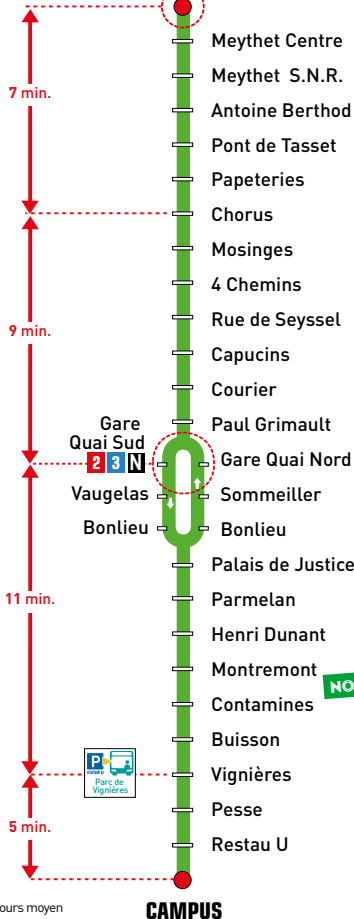 Meythet Centre
Meythet S.N.R.
7 min.
Antoine Berthod
Pont de Tasset
Papeteries
Chorus
Mosinges
4 Chemins
Rue de Seyssel
9 min.
Capucins
Courier
Paul Grimault
Gare
Quai Sud
2 3 N
Gare Quai Nord
Vaugelas
Sommeiller
Bonlieu
Bonlieu
Palais de Justice
11 min.
Parmelan
Henri Dunant
Montremont
NO
Contamines
Buisson
P
Parc de
Vignières
Vignières
5 min.
Pesse
Restau U
ours moyen
CAMPUS